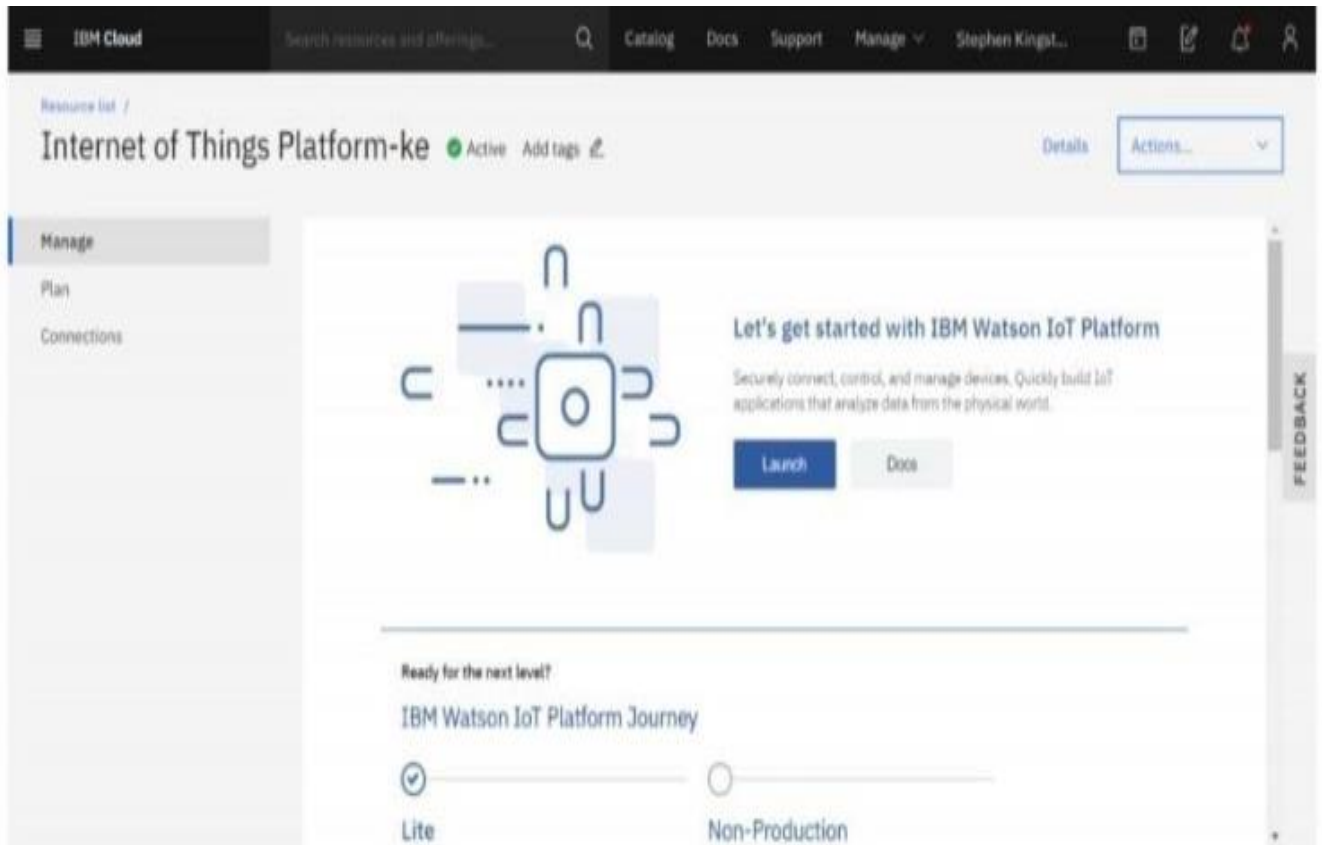 IBM Cloud
Search resources and offerings...
Catalog
Docs
Support
Manage
Stephen Kingst...
Resource list /
Internet of Things Platform-ke
Active
Add tags
Details
Actions...
Manage
Plan
Connections
Let's get started with IBM Watson IoT Platform
Securely connect, control, and manage devices. Quickly build IoT
applications that analyze data from the physical world.
Launch
Docs
FEEDBACK
Ready for the next level?
IBM Watson IoT Platform Journey
Lite
Non-Production